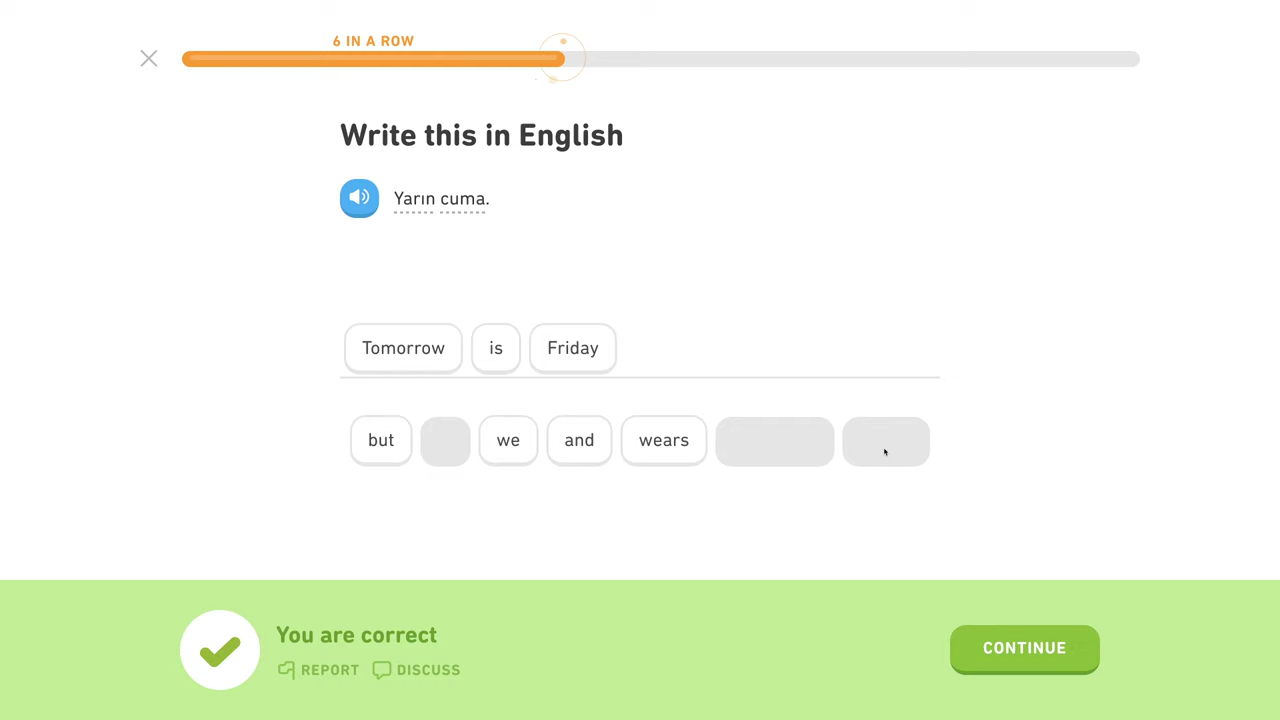 6 IN A ROW
Write this in English
Yarın cuma.
Tomorrow is Friday
but we and wears
You are correct
REPORT DISCUSS
CONTINUE